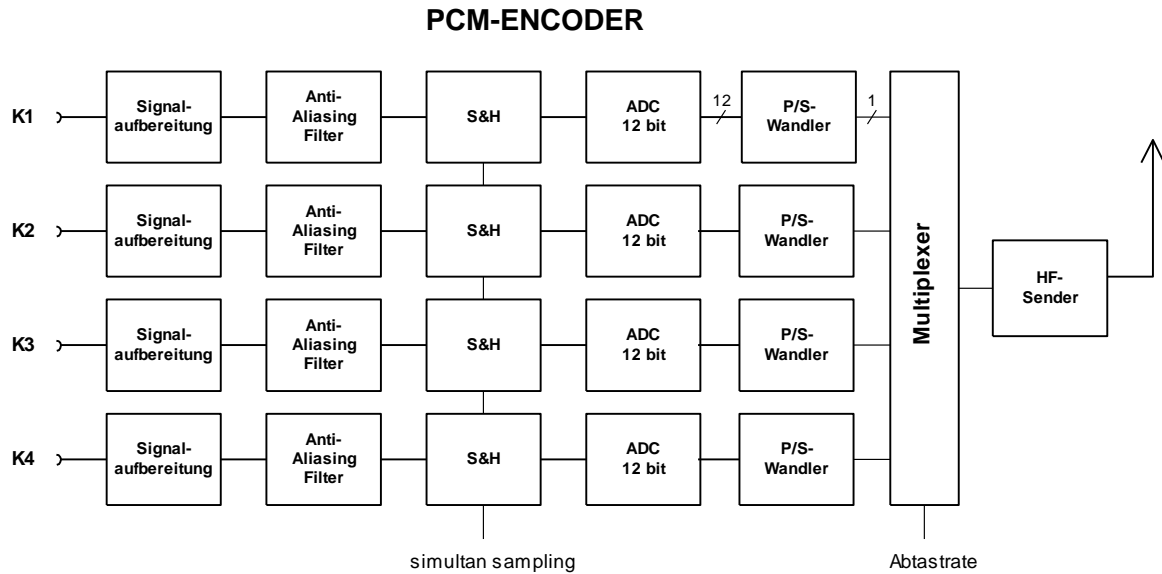 PCM-ENCODER
K1
Signal-
aufbereitung
Anti-
Aliasing
Filter
S&H
ADC
12 bit
12
P/S-
Wandler
1
K2
Signal-
aufbereitung
Anti-
Aliasing
Filter
S&H
ADC
12 bit
P/S-
Wandler
K3
Signal-
aufbereitung
Anti-
Aliasing
Filter
S&H
ADC
12 bit
P/S-
Wandler
K4
Signal-
aufbereitung
Anti-
Aliasing
Filter
S&H
ADC
12 bit
P/S-
Wandler
Multiplexer
HF-
Sender
simultan sampling
Abtastrate